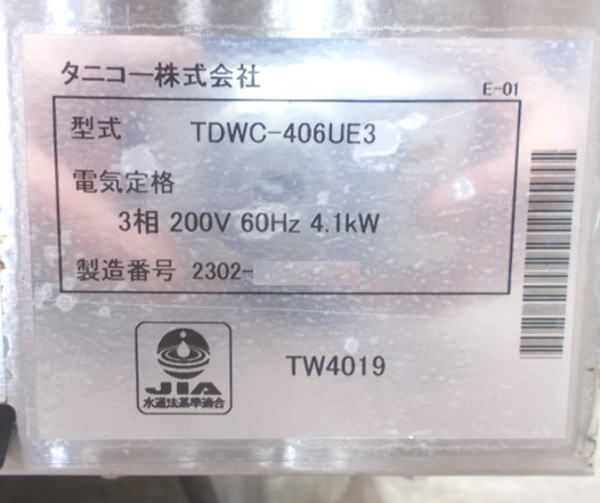 タニコー株式会社
E-01
型式 TDWC-406UE3
電気定格
3相 200V 60Hz 4.1kW
製造番号 2302-
JIA
水道法基準適合
TW4019